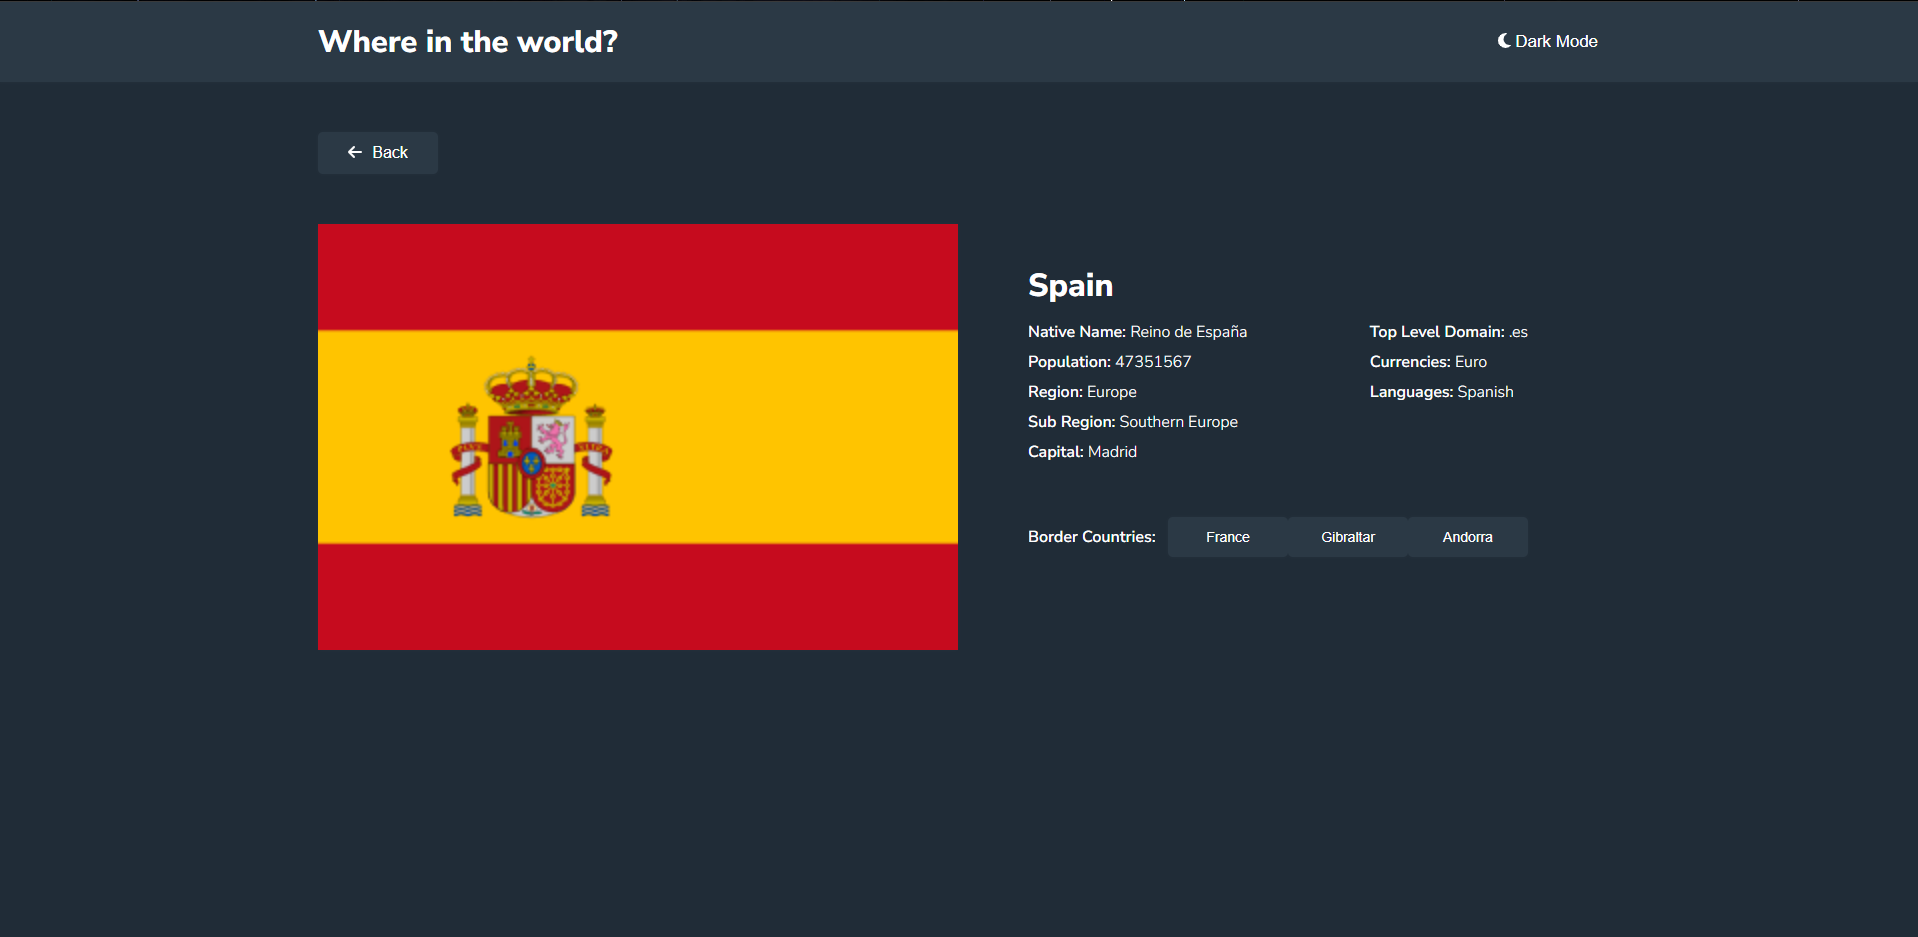 Where in the world?
Dark Mode
Back
Spain
Native Name: Reino de España
Population: 47351567
Region: Europe
Sub Region: Southern Europe
Capital: Madrid
Top Level Domain: .es
Currencies: Euro
Languages: Spanish
Border Countries:
France
Gibraltar
Andorra